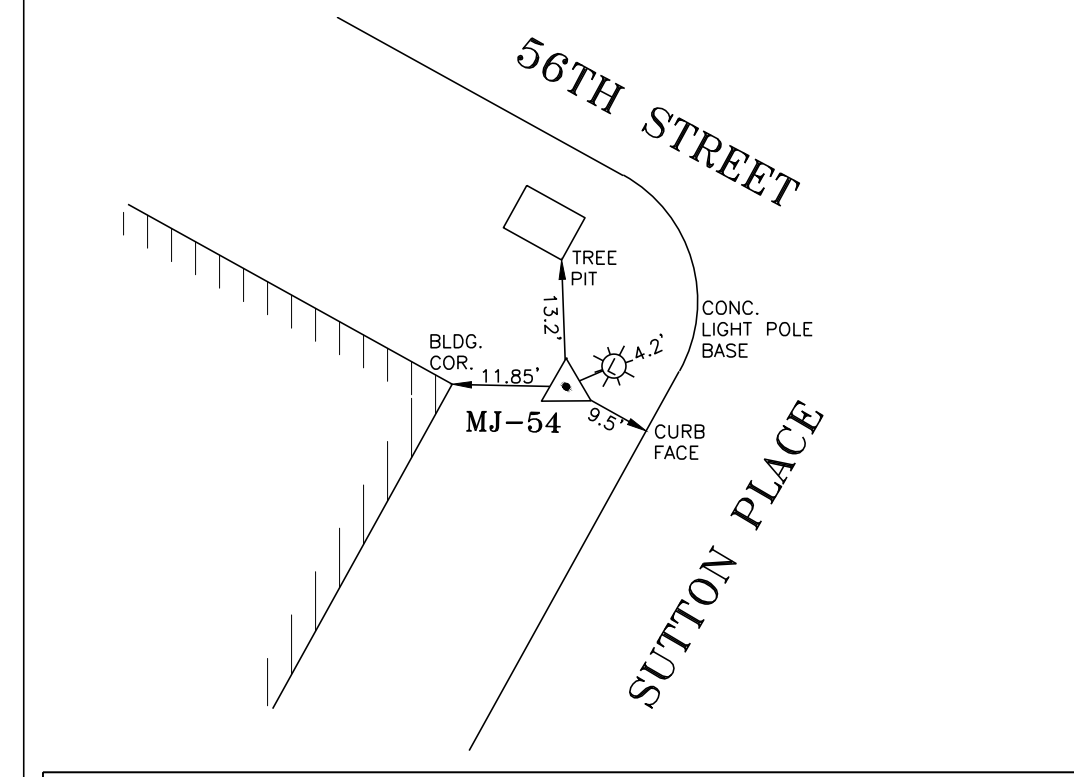 56TH STREET
TREE
PIT
13.2'
CONC.
LIGHT POLE
BASE
BLDG.
COR.
4.2'
L
11.85'
MJ-54
9.5'
CURB
FACE
SUTTON PLACE